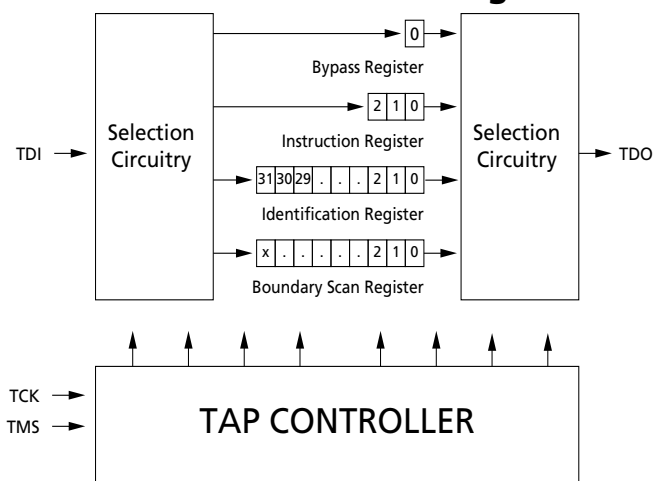 0
Bypass Register
2 1 0
Instruction Register
Selection
Circuitry
Selection
Circuitry
TDI
TDO
31 30 29 . . . 2 1 0
Identification Register
x . . . . . 2 1 0
Boundary Scan Register
TCK
TMS
TAP CONTROLLER